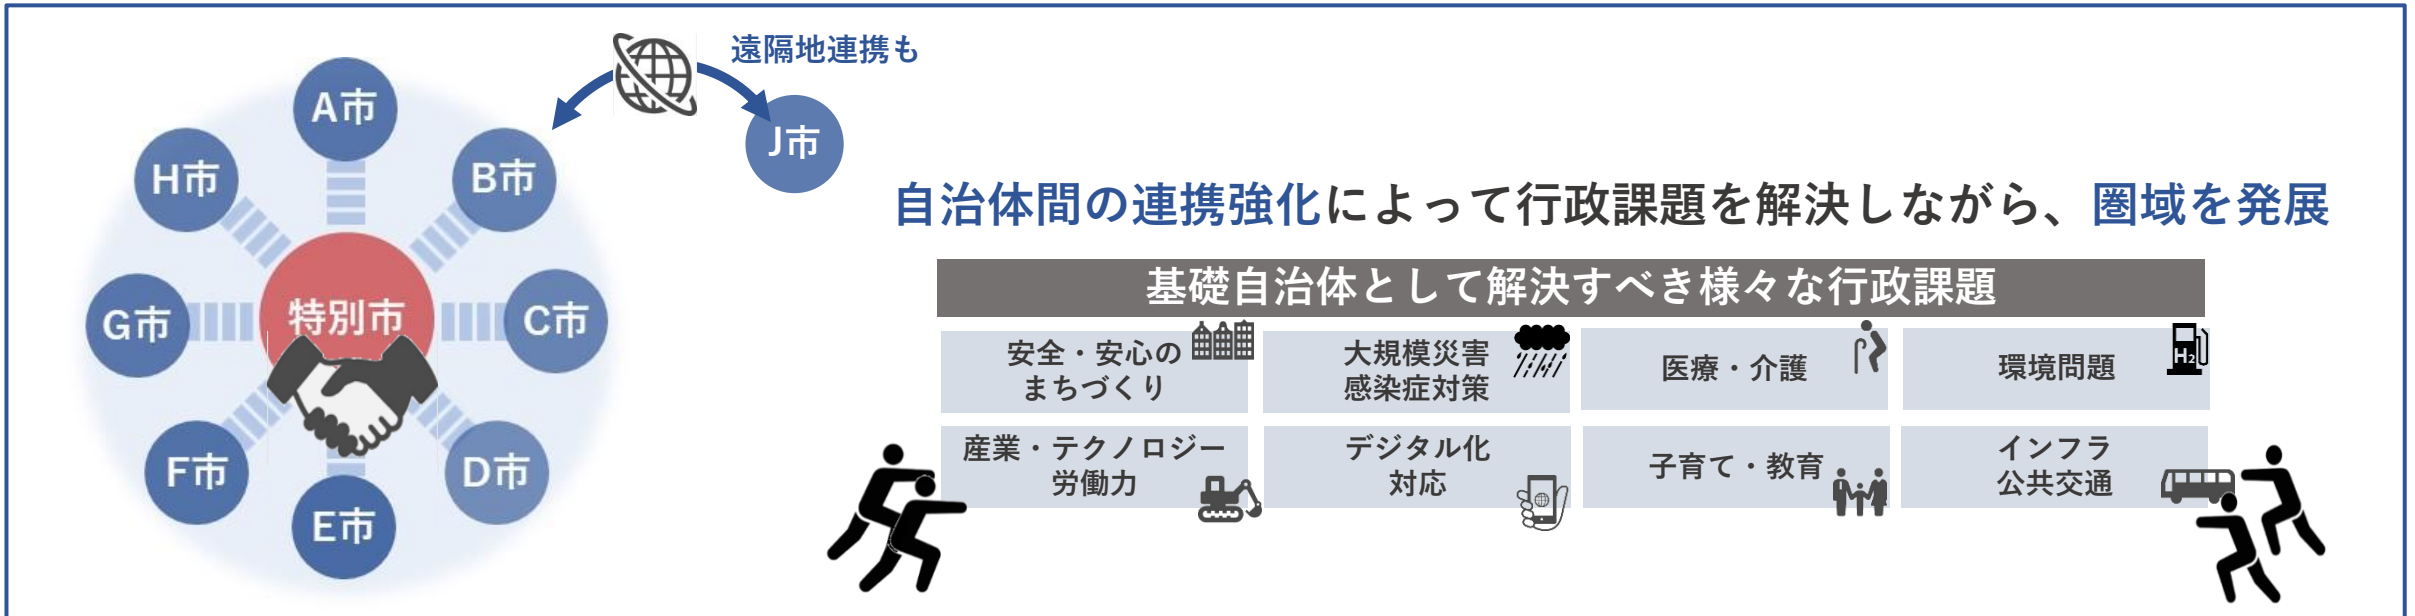 遠隔地連携も
A市
B市
C市
D市
E市
F市
G市
H市
特別市
J市
自治体間の連携強化によって行政課題を解決しながら、圏域を発展
基礎自治体として解決すべき様々な行政課題
安全・安心の
まちづくり
大規模災害
感染症対策
医療・介護
環境問題
H2
産業・テクノロジー
労働力
デジタル化
対応
子育て・教育
インフラ
公共交通